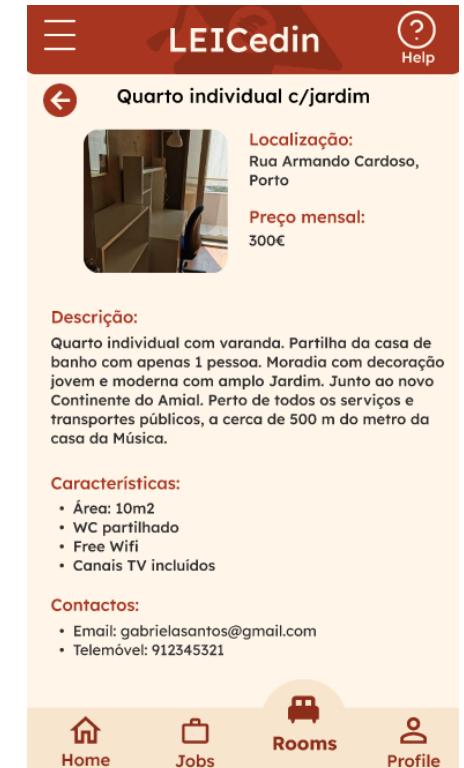 LEICedin
Help
Quarto individual c/jardim
Localização:
Rua Armando Cardoso,
Porto
Preço mensal:
300€
Descrição:
Quarto individual com varanda. Partilha da casa de
banho com apenas 1 pessoa. Moradia com decoração
jovem e moderna com amplo Jardim. Junto ao novo
Continente do Amial. Perto de todos os serviços e
transportes públicos, a cerca de 500 m do metro da
casa da Música.
Características:
• Área: 10m2
• WC partilhado
• Free Wifi
• Canais TV incluídos
Contactos:
• Email: gabrielasantos@gmail.com
• Telemóvel: 912345321
Home
Jobs
Rooms
Profile